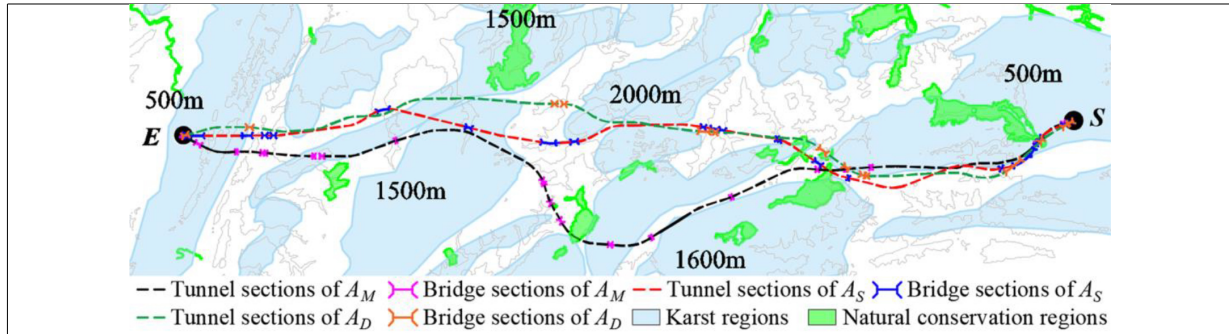 1500m
500m
500m
2000m
E
S
1500m
1600m
Tunnel sections of A_M Bridge sections of A_M Tunnel sections of A_S Bridge sections of A_S
Tunnel sections of A_D Bridge sections of A_D Karst regions Natural conservation regions